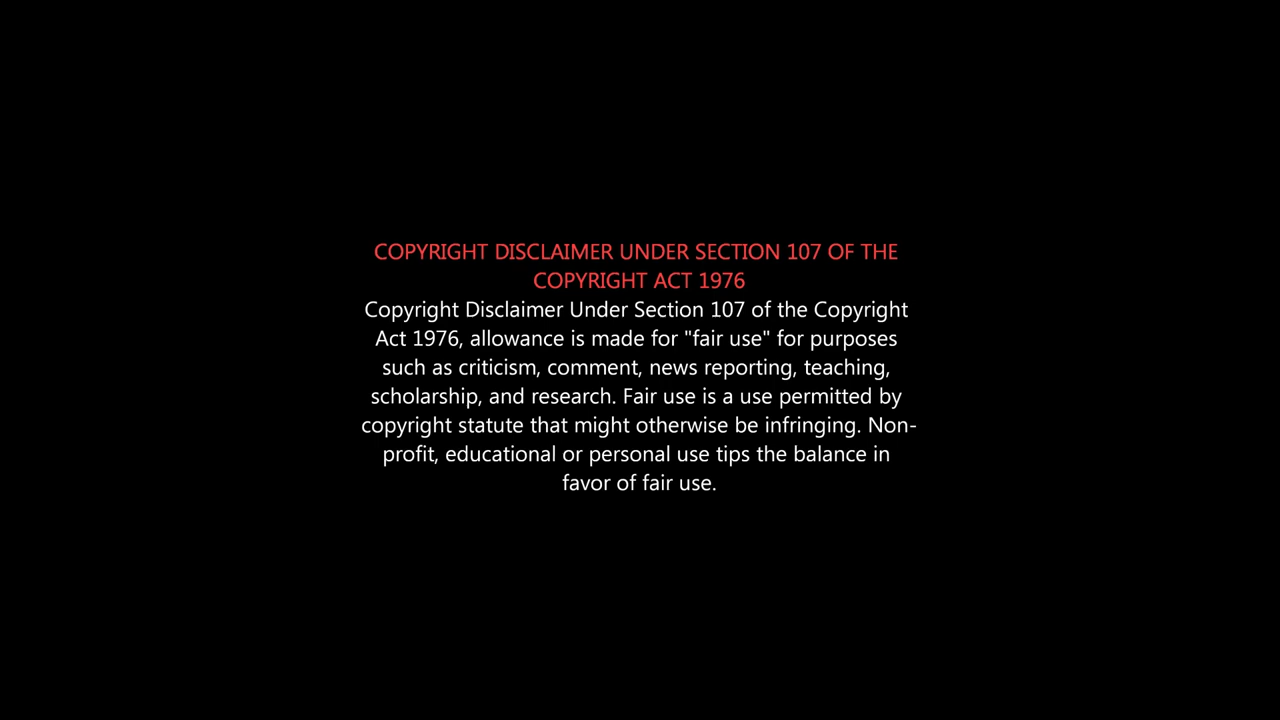 COPYRIGHT DISCLAIMER UNDER SECTION 107 OF THE
COPYRIGHT ACT 1976
Copyright Disclaimer Under Section 107 of the Copyright
Act 1976, allowance is made for "fair use" for purposes
such as criticism, comment, news reporting, teaching,
scholarship, and research. Fair use is a use permitted by
copyright statute that might otherwise be infringing. Non-
profit, educational or personal use tips the balance in
favor of fair use.